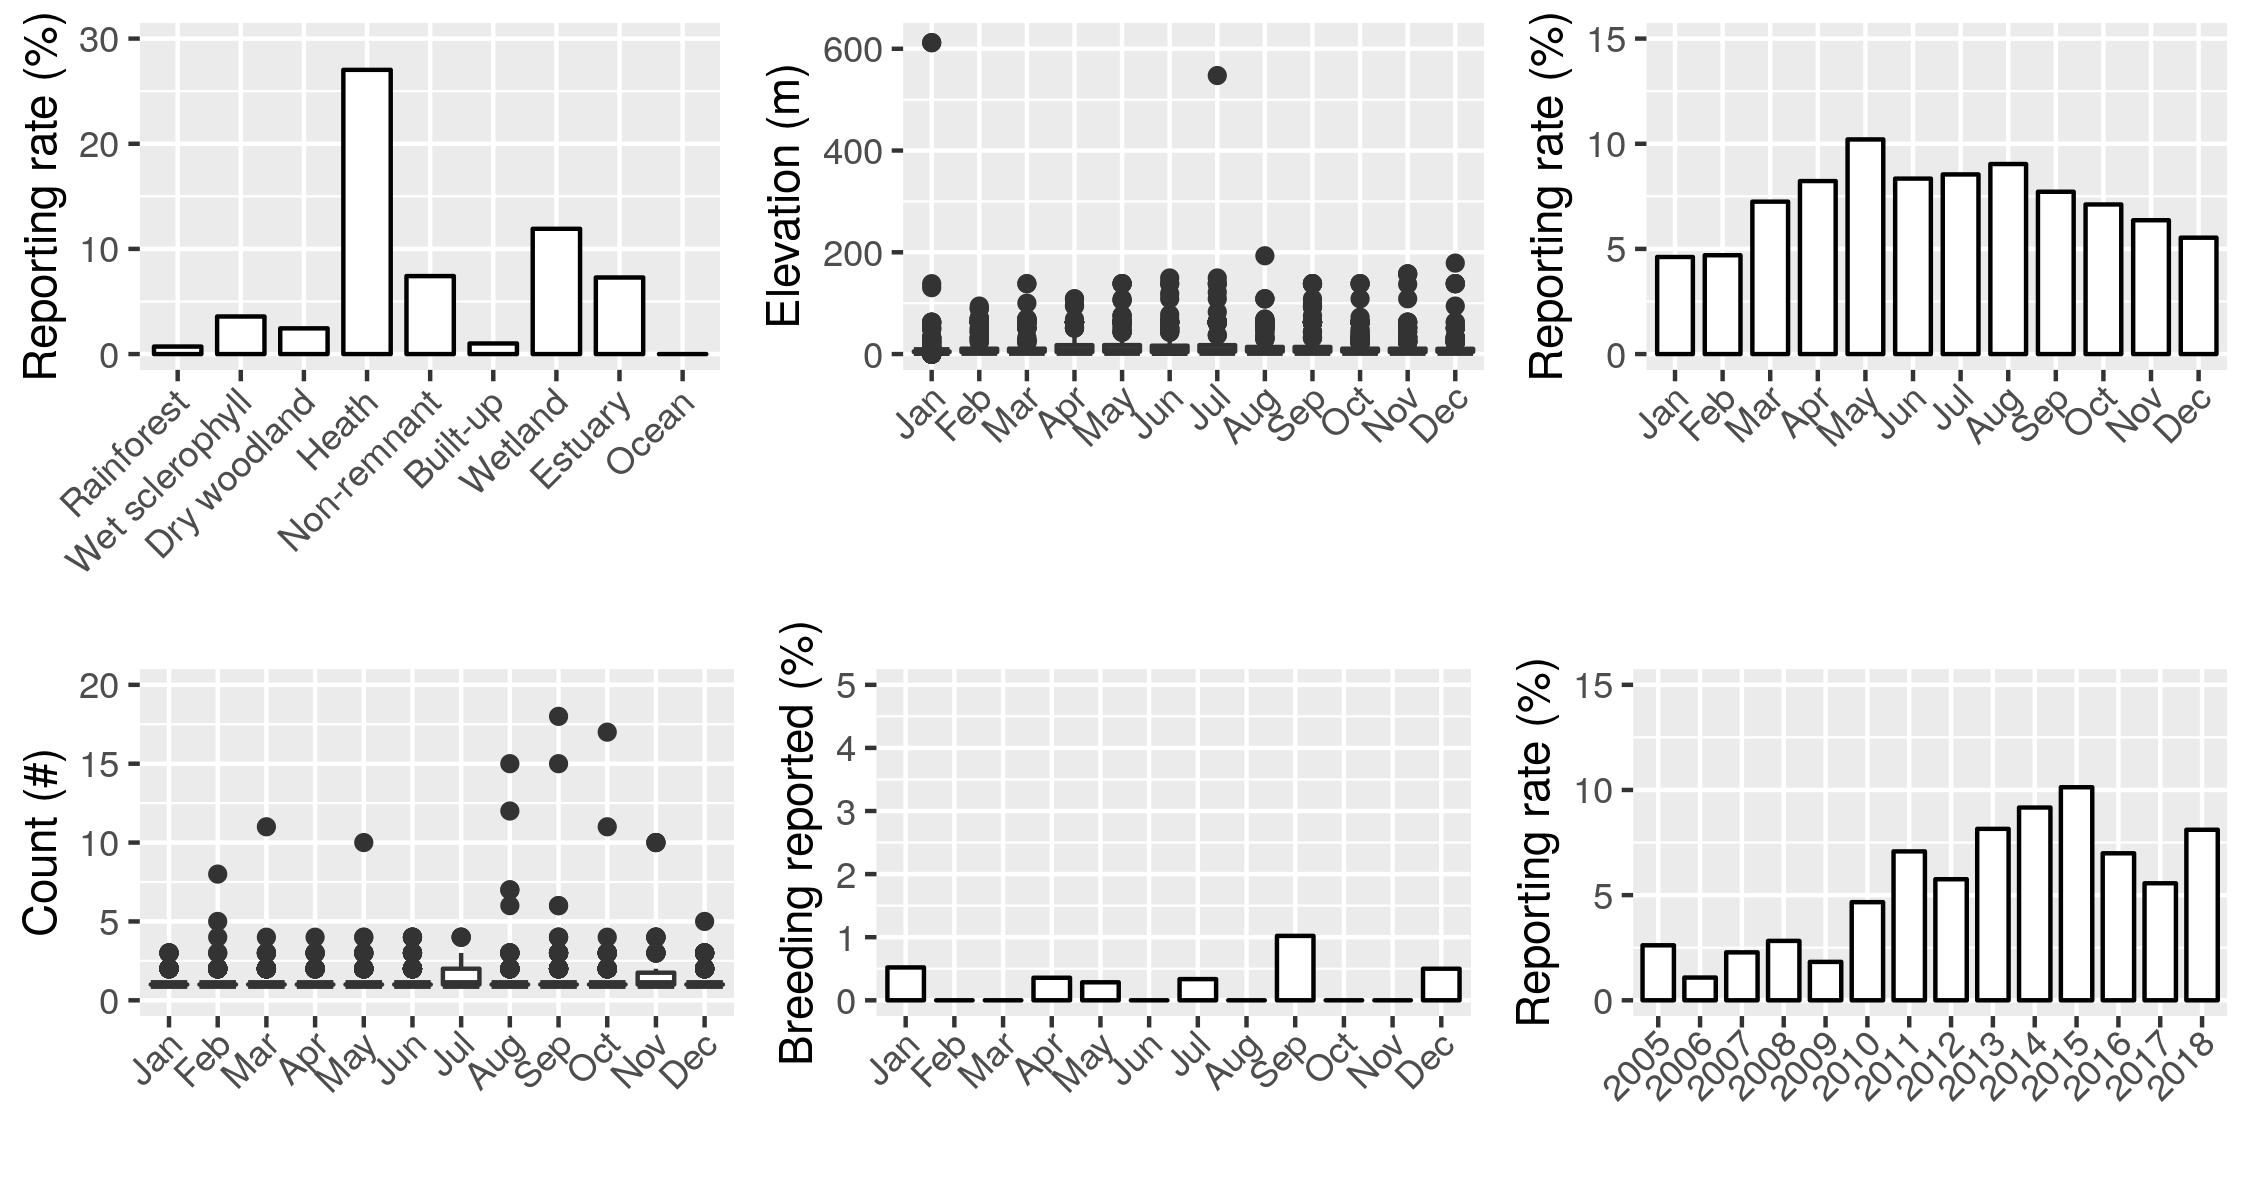 Reporting rate (%)
30
20
10
0
Rainforest
Wet sclerophyll
Dry woodland
Heath
Non-remnant
Built-up
Wetland
Estuary
Ocean
Elevation (m)
600
400
200
0
Jan
Feb
Mar
Apr
May
Jun
Jul
Aug
Sep
Oct
Nov
Dec
Reporting rate (%)
15
10
5
0
Jan
Feb
Mar
Apr
May
Jun
Jul
Aug
Sep
Oct
Nov
Dec
Count (#)
20
15
10
5
0
Jan
Feb
Mar
Apr
May
Jun
Jul
Aug
Sep
Oct
Nov
Dec
Breeding reported (%)
5
4
3
2
1
0
Jan
Feb
Mar
Apr
May
Jun
Jul
Aug
Sep
Oct
Nov
Dec
Reporting rate (%)
15
10
5
0
2005
2006
2007
2008
2009
2010
2011
2012
2013
2014
2015
2016
2017
2018